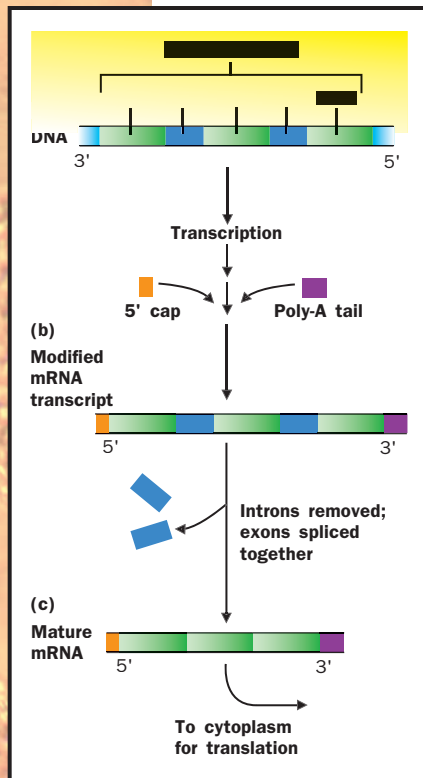 DNA
3'
5'
Transcription
5' cap
Poly-A tail
(b)
Modified
mRNA
transcript
5'
3'
Introns removed;
exons spliced
together
(c)
Mature
mRNA
5'
3'
To cytoplasm
for translation